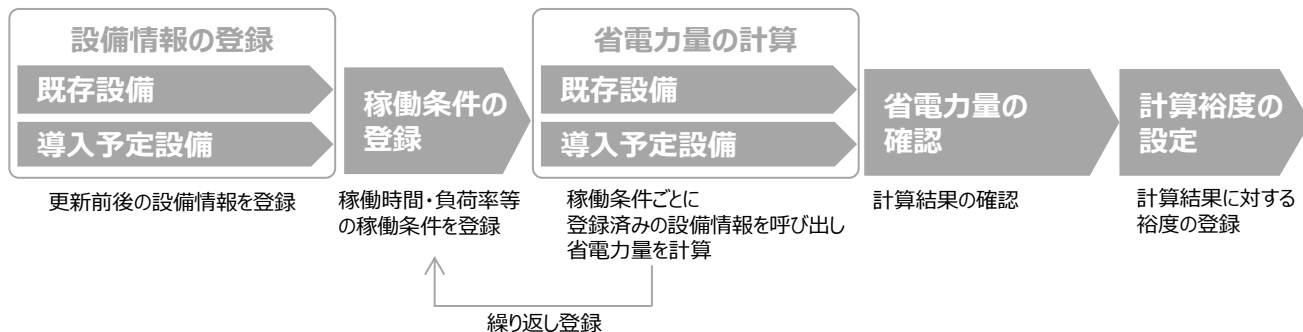 設備情報の登録
既存設備
導入予定設備
更新前後の設備情報を登録
稼働条件の
登録
稼働時間・負荷率等
の稼働条件を登録
省電力量の計算
既存設備
導入予定設備
稼働条件ごとに
登録済みの設備情報を呼び出し
省電力量を計算
繰り返し登録
省電力量の
確認
計算結果の確認
計算裕度の
設定
計算結果に対する
裕度の登録